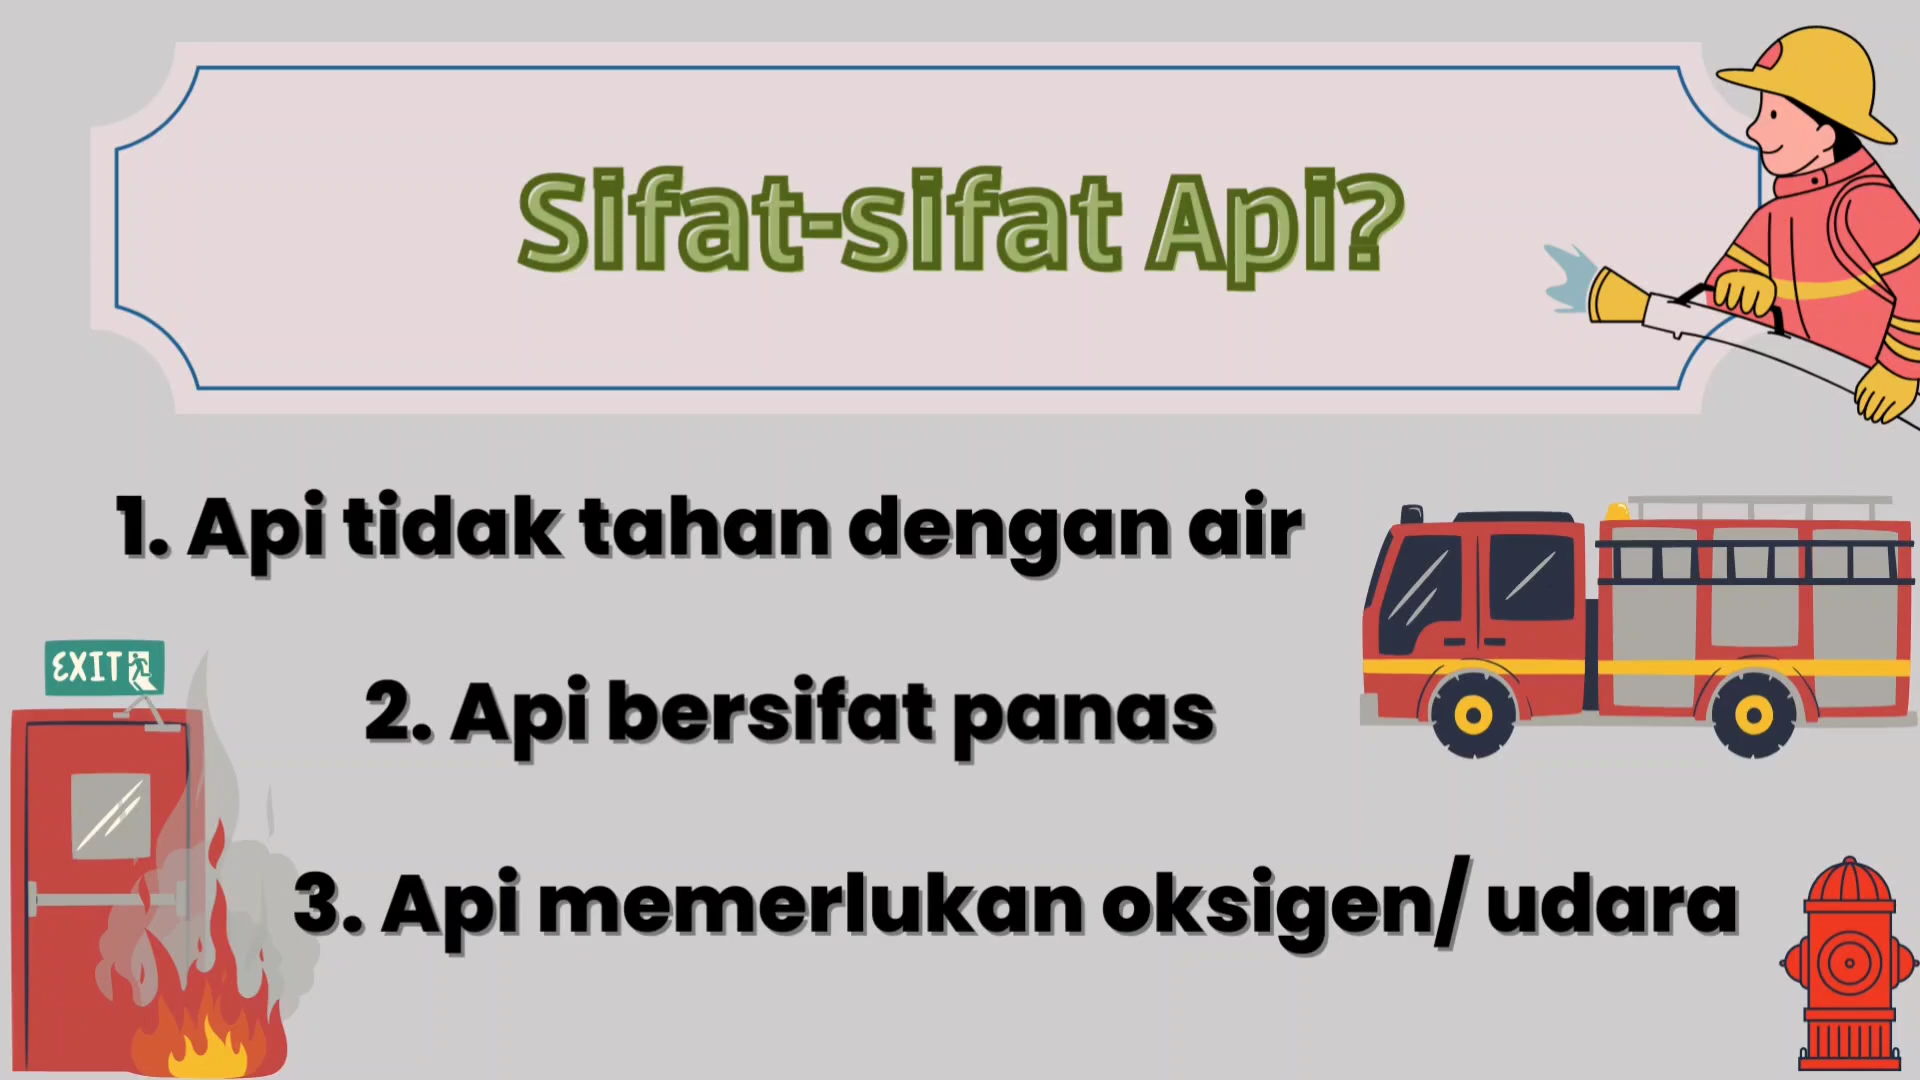 Sifat-sifat Api?
1. Api tidak tahan dengan air
EXIT
2. Api bersifat panas
3. Api memerlukan oksigen/ udara